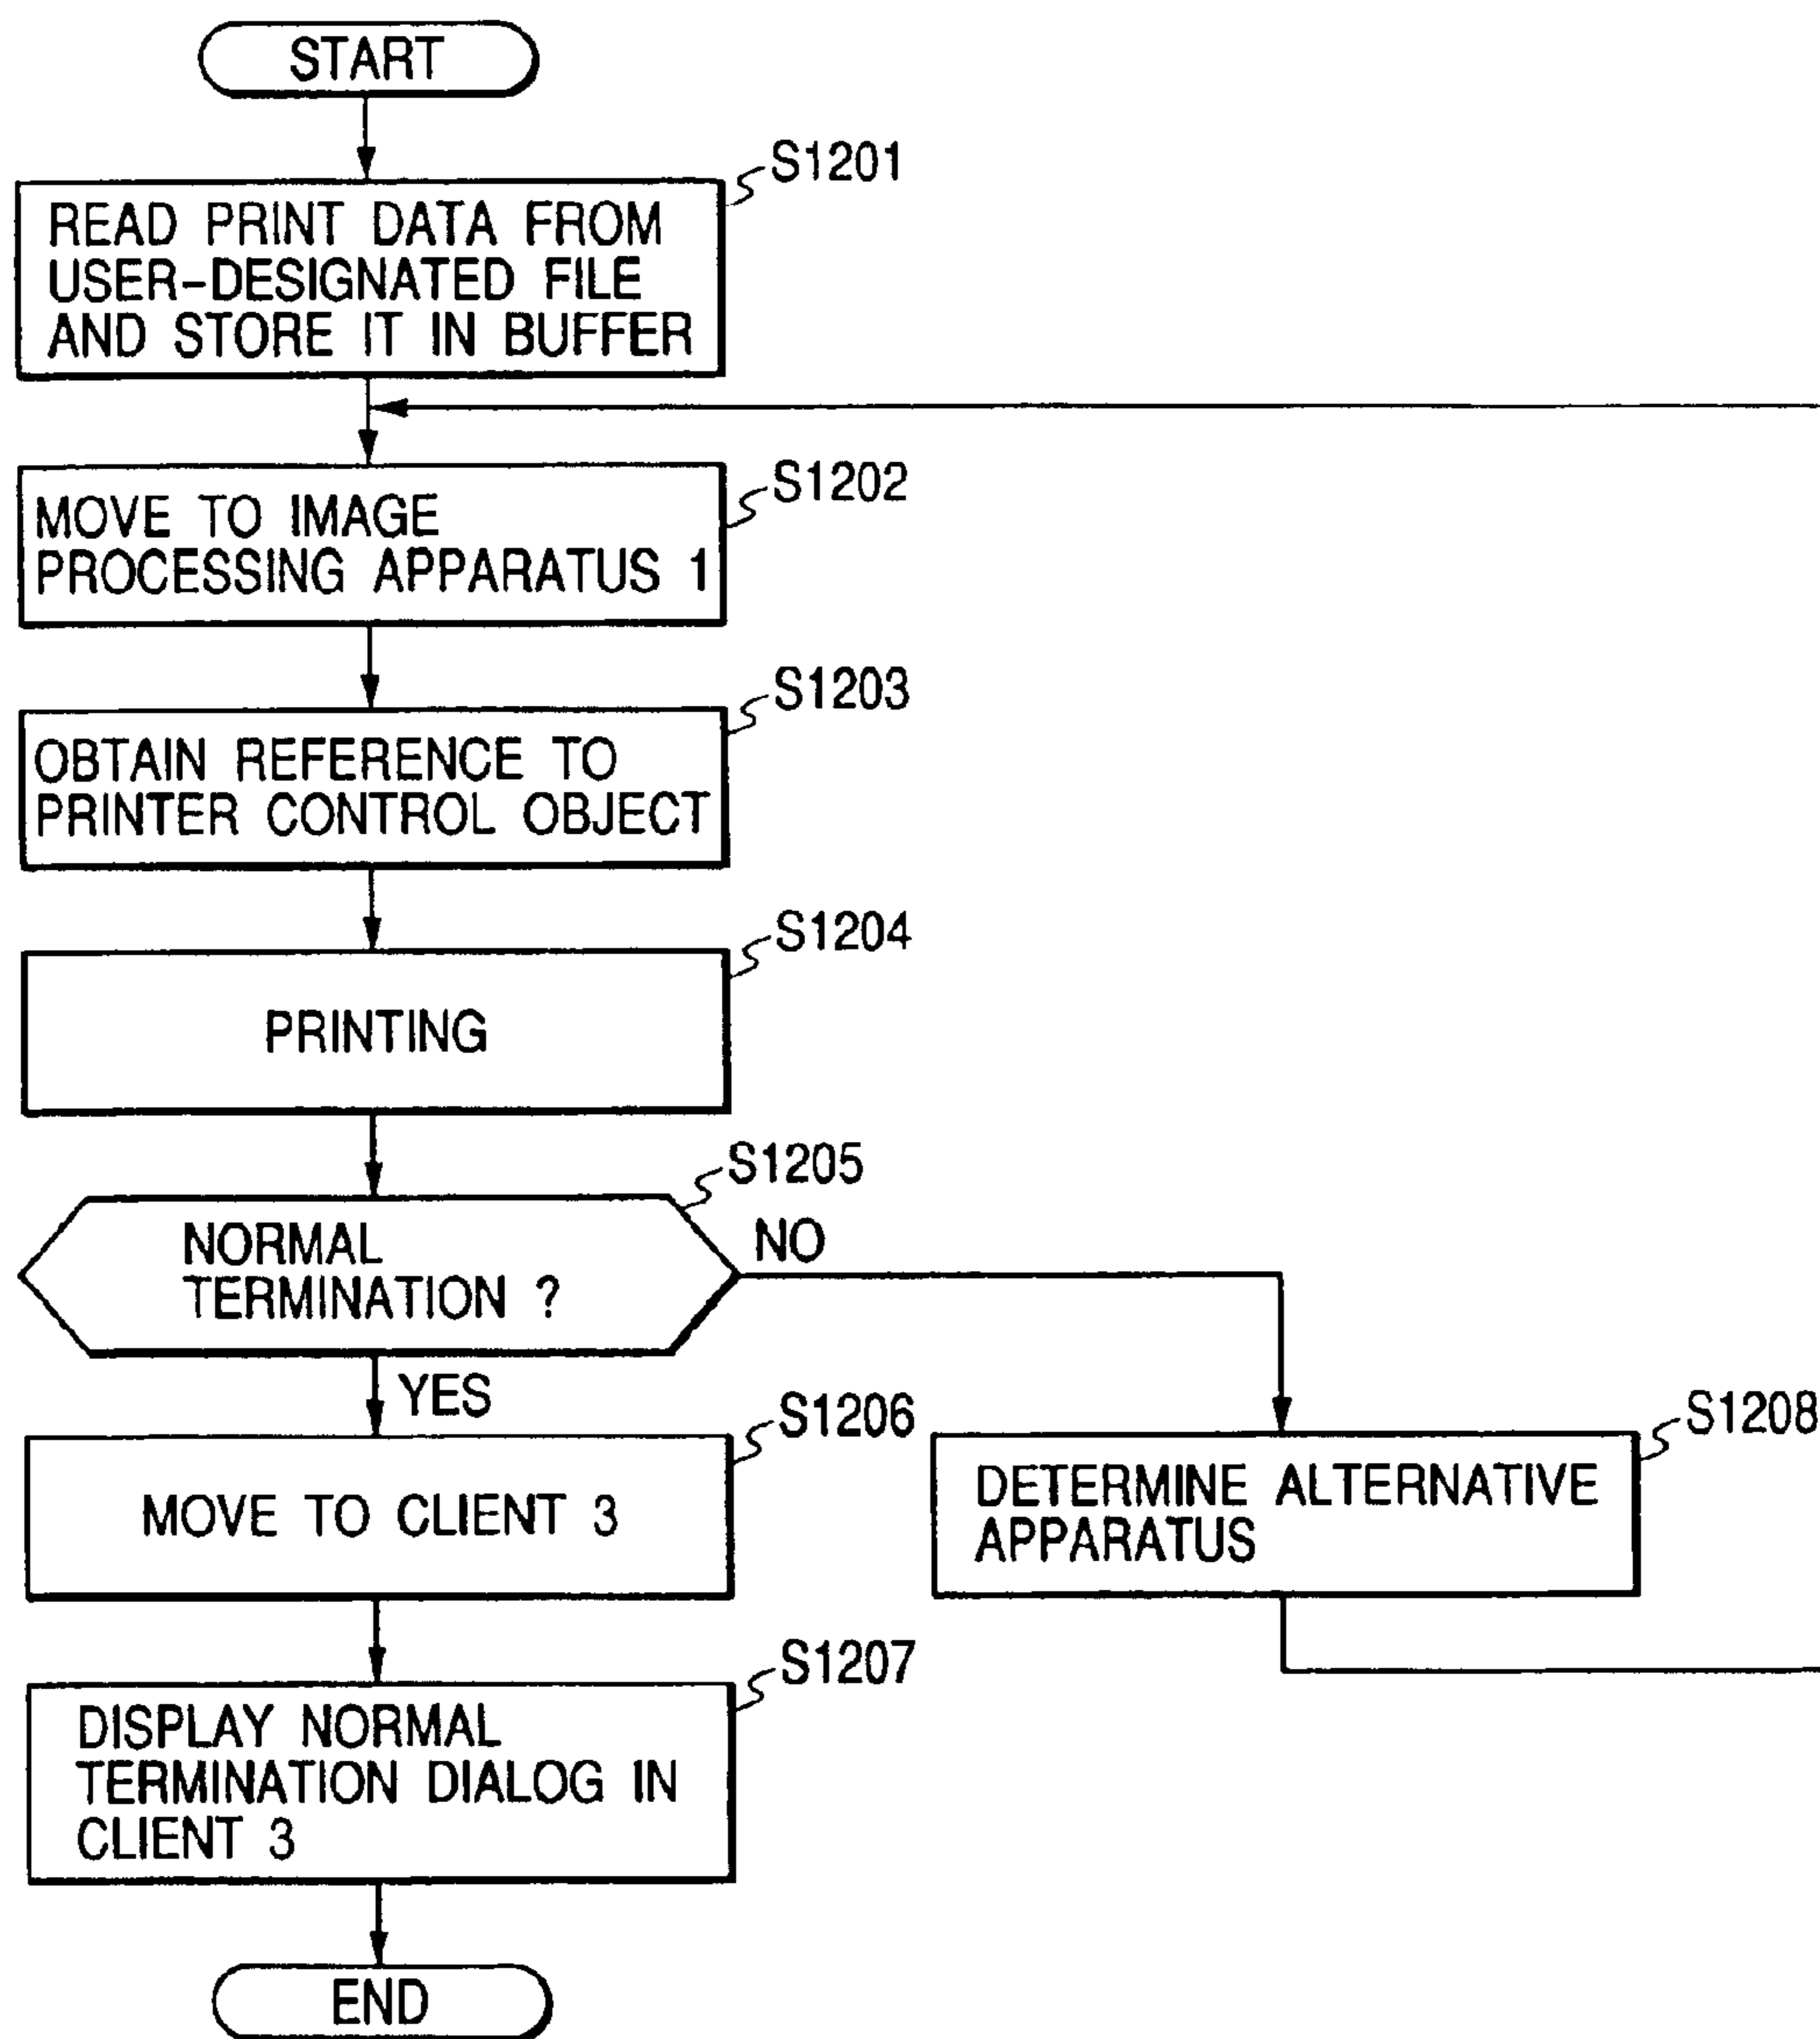 START
S1201
READ PRINT DATA FROM
USER-DESIGNATED FILE
AND STORE IT IN BUFFER
S1202
MOVE TO IMAGE
PROCESSING APPARATUS 1
S1203
OBTAIN REFERENCE TO
PRINTER CONTROL OBJECT
S1204
PRINTING
S1205
NORMAL
TERMINATION ?
NO
YES
S1206
MOVE TO CLIENT 3
S1208
DETERMINE ALTERNATIVE
APPARATUS
S1207
DISPLAY NORMAL
TERMINATION DIALOG IN
CLIENT 3
END